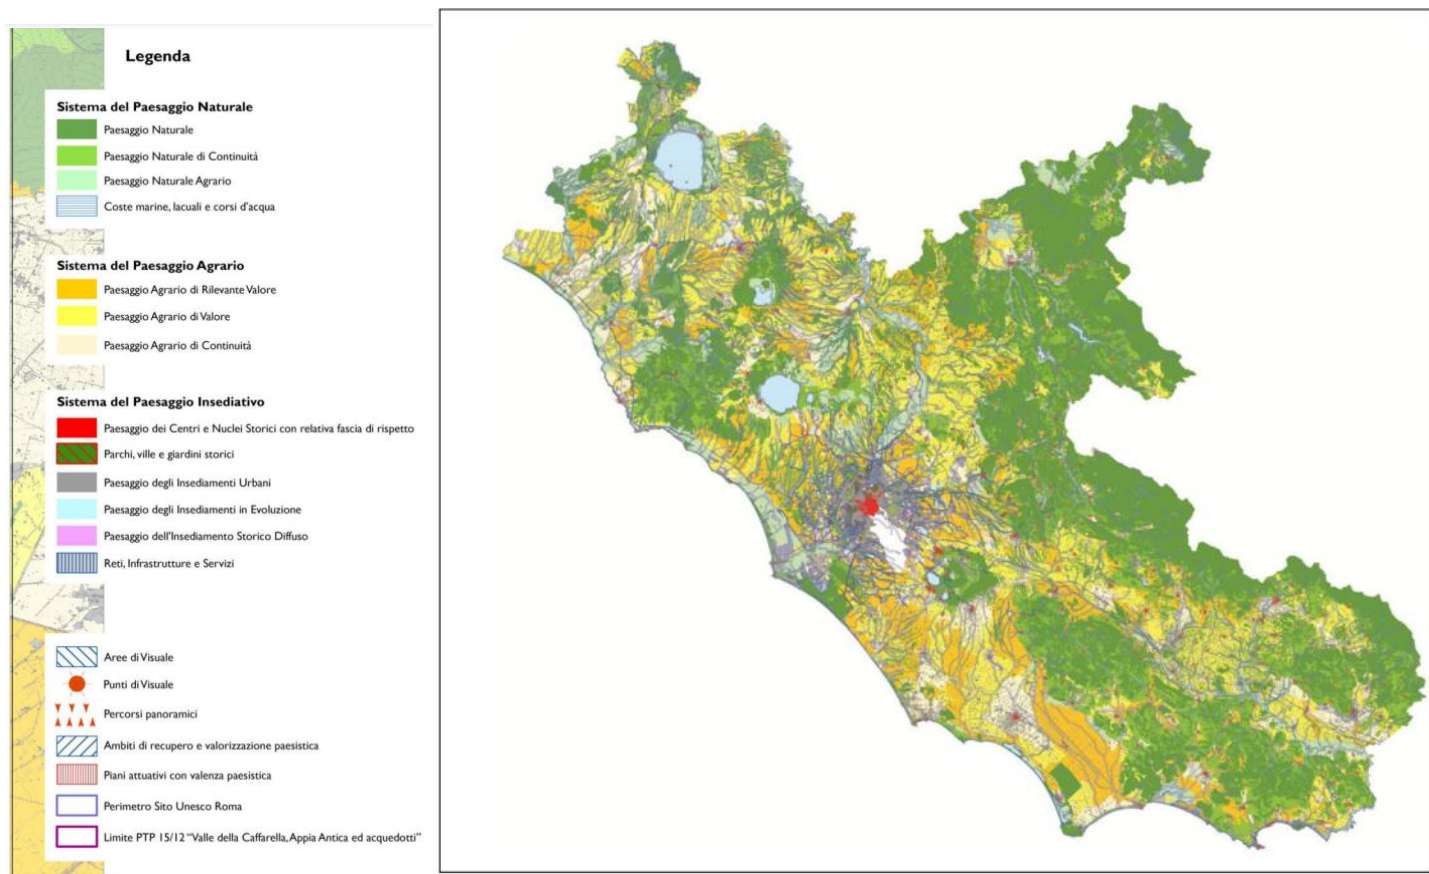 Legenda
Sistema del Paesaggio Naturale
Paesaggio Naturale
Paesaggio Naturale di Continuità
Paesaggio Naturale Agrario
Coste marine, lacuali e corsi d'acqua
Sistema del Paesaggio Agrario
Paesaggio Agrario di Rilevante Valore
Paesaggio Agrario di Valore
Paesaggio Agrario di Continuità
Sistema del Paesaggio Insediativo
Paesaggio dei Centri e Nuclei Storici con relativa fascia di rispetto
Parchi, ville e giardini storici
Paesaggio degli Insediamenti Urbani
Paesaggio degli Insediamenti in Evoluzione
Paesaggio dell'Insediamento Storico Diffuso
Reti, Infrastrutture e Servizi
Aree di Visuale
Punti di Visuale
Percorsi panoramici
Ambiti di recupero e valorizzazione paesistica
Piani attuativi con valenza paesistica
Perimetro Sito Unesco Roma
Limite PTP 15/12 “Valle della Caffarella, Appia Antica ed acquedotti”